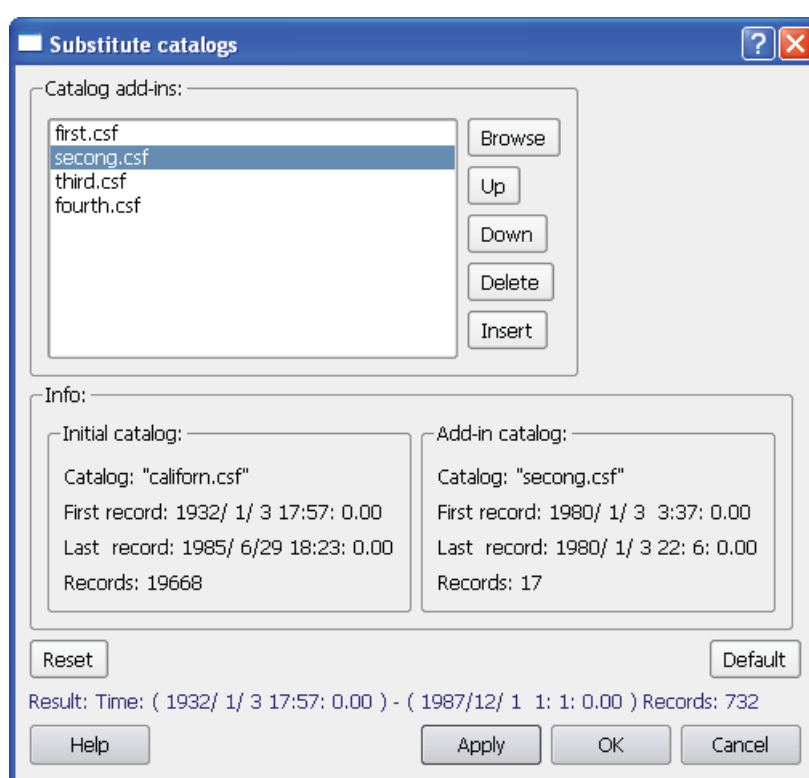 Substitute catalogs
Catalog add-ins:
first.csf
secong.csf
third.csf
fourth.csf
Browse
Up
Down
Delete
Insert
Info:
Initial catalog:
Catalog: "californ.csf"
First record: 1932/ 1/ 3 17:57: 0.00
Last  record: 1985/ 6/29 18:23: 0.00
Records: 19668
Add-in catalog:
Catalog: "secong.csf"
First record: 1980/ 1/ 3  3:37: 0.00
Last  record: 1980/ 1/ 3 22: 6: 0.00
Records: 17
Reset
Default
Result: Time: ( 1932/ 1/ 3 17:57: 0.00 ) - ( 1987/12/ 1  1: 1: 0.00 ) Records: 732
Help
Apply
OK
Cancel